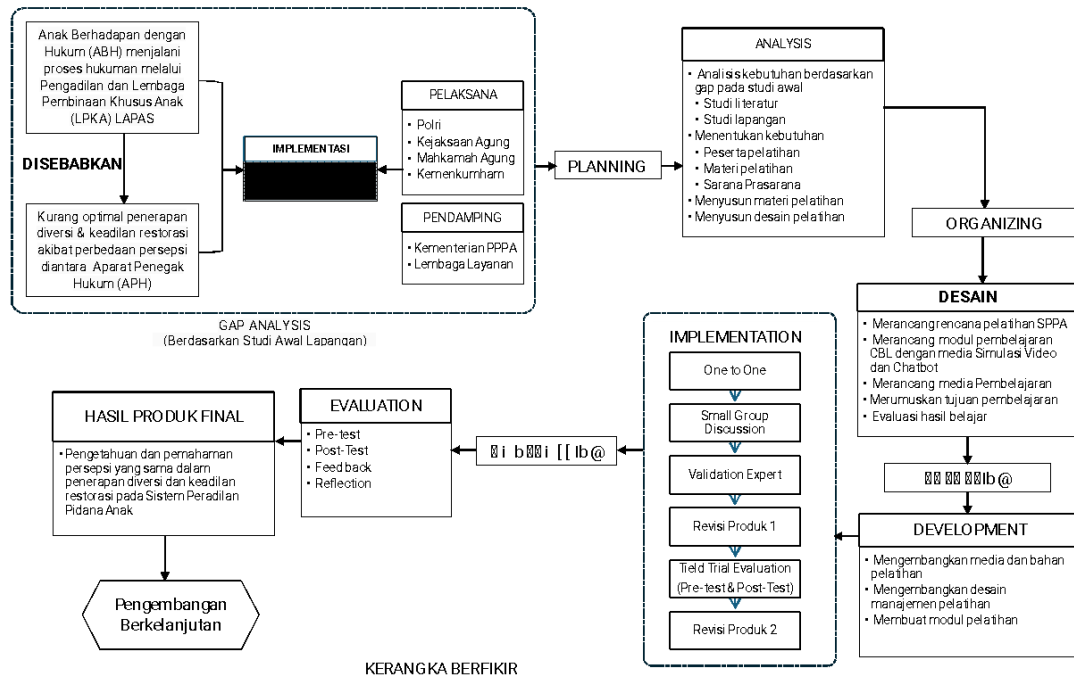 Anak Berhadapan dengan
Hukum (ABH) menjalani
proses hukuman melalui
Pengadilan dan Lembaga
Pembinaan Khusus Anak
(LPKA) LAPAS
DISEBABKAN
Kurang optimal penerapan
diversi & keadilan restorasi
akibat perbedaan persepsi
diantara Aparat Penegak
Hukum (APH)
IMPLEMENTASI
PELAKSANA
• Polri
• Kejaksaan Agung
• Mahkamah Agung
• Kemenkumham
PENDAMPING
• Kementerian PPPA
• Lembaga Layanan
GAP ANALYSIS
(Berdasarkan Studi Awal Lapangan)
PLANNING
ANALYSIS
• Analisis kebutuhan berdasarkan
gap pada studi awal
• Studi literatur
• Studi lapangan
• Menentukan kebutuhan
• Peserta pelatihan
• Materi pelatihan
• Sarana Prasarana
• Menyusun materi pelatihan
• Menyusun desain pelatihan
ORGANIZING
DESAIN
• Merancang rencana pelatihan SPPA
• Merancang modul pembelajaran
CBL dengan media Simulasi Video
dan Chatbot
• Merancang media Pembelajaran
• Merumuskan tujuan pembelajaran
• Evaluasi hasil belajar
DEVELOPMENT
• Mengembangkan media dan bahan
pelatihan
• Mengembangkan desain
manajemen pelatihan
• Membuat modul pelatihan
IMPLEMENTATION
One to One
Small Group
Discussion
Validation Expert
Revisi Produk 1
Tield Trial Evaluation
(Pre-test & Post-Test)
Revisi Produk 2
EVALUATION
• Pre-test
• Post-Test
• Feedback
• Reflection
HASIL PRODUK FINAL
• Pengetahuan dan pemahaman
persepsi yang sama dalam
penerapan diversi dan keadilan
restorasi pada Sistem Peradilan
Pidana Anak
Pengembangan
Berkelanjutan
KERANGKA BERFIKIR